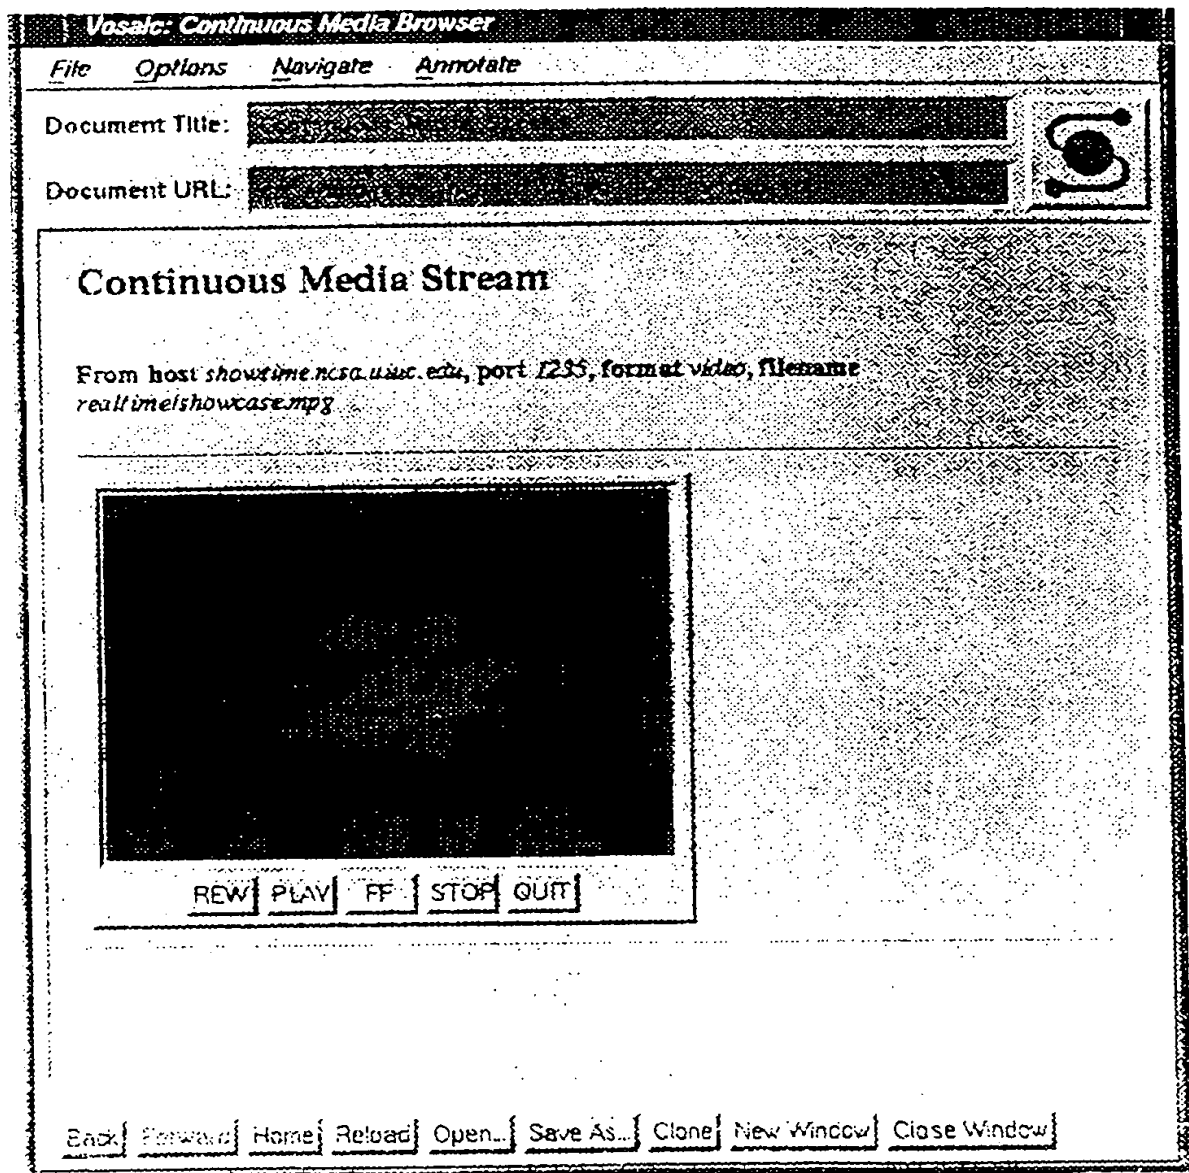 Vosaic: Continuous Media Browser
File Options Navigate Annotate
Document Title:
Document URL:
Continuous Media Stream
From host showtime.ncsa.uiuc.edu, port 1235, format video, filename
realtime/showcase.mpg
REW PLAY FF STOP QUIT
Back Forward Home Reload Open... Save As... Clone New Window Close Window